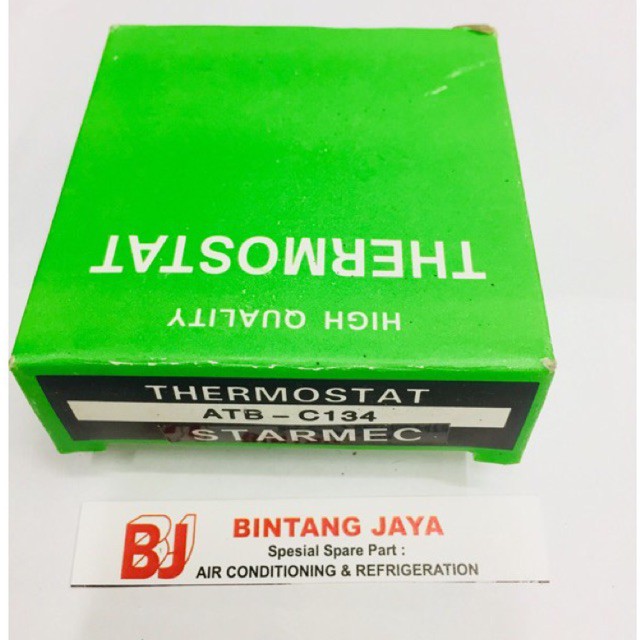 HIGH QUALITY
THERMOSTAT
THERMOSTAT
ATB - C134
STARMEC
BJ
BINTANG JAYA
Spesial Spare Part :
AIR CONDITIONING & REFRIGERATION